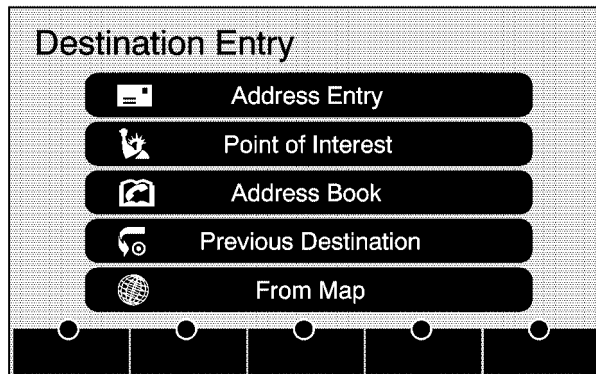 Destination Entry
Address Entry
Point of Interest
Address Book
Previous Destination
From Map